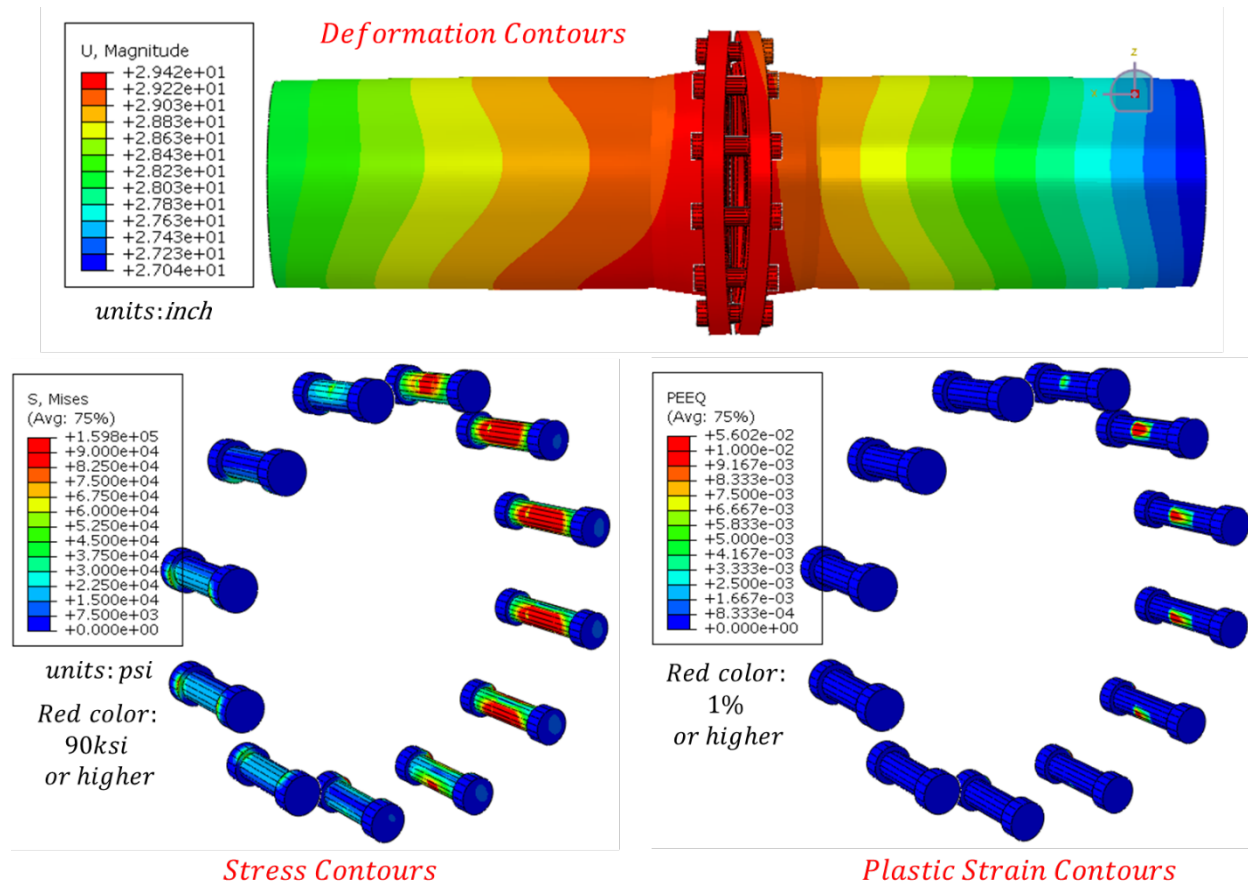 Deformation Contours
U, Magnitude
+2.942e+01
+2.922e+01
+2.903e+01
+2.883e+01
+2.863e+01
+2.843e+01
+2.823e+01
+2.803e+01
+2.783e+01
+2.763e+01
+2.743e+01
+2.723e+01
+2.704e+01
units:inch
z
S, Mises
(Avg: 75%)
+1.598e+05
+9.000e+04
+8.250e+04
+7.500e+04
+6.750e+04
+6.000e+04
+5.250e+04
+4.500e+04
+3.750e+04
+3.000e+04
+2.250e+04
+1.500e+04
+7.500e+03
+0.000e+00
units: psi
Red color:
90ksi
or higher
Stress Contours
PEEQ
(Avg: 75%)
+5.602e-02
+1.000e-02
+9.167e-03
+8.333e-03
+7.500e-03
+6.667e-03
+5.833e-03
+5.000e-03
+4.167e-03
+3.333e-03
+2.500e-03
+1.667e-03
+8.333e-04
+0.000e+00
Red color:
1%
or higher
Plastic Strain Contours